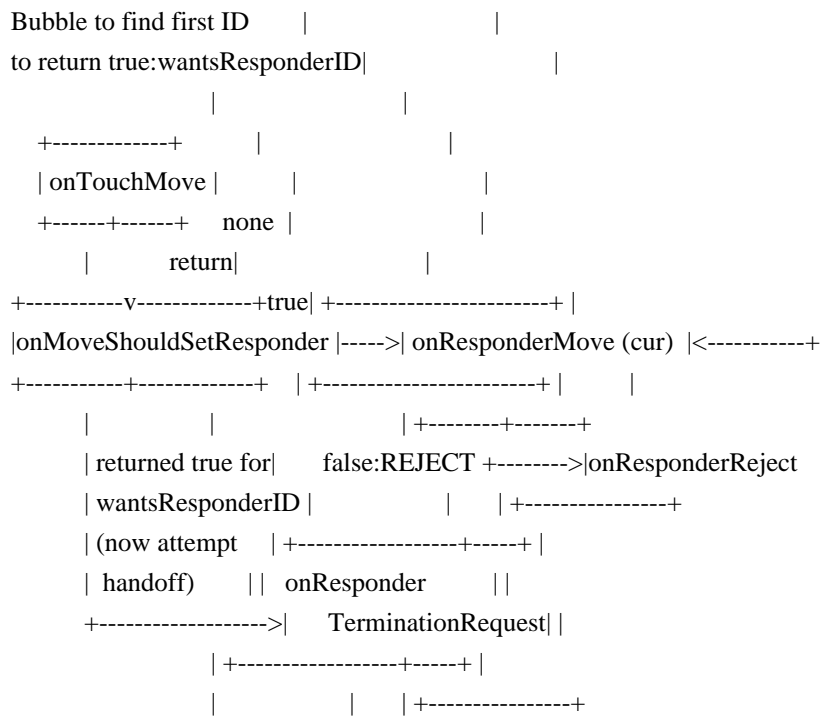 Bubble to find first ID         |                              |
to return true:wantsResponderID|                              |
                                |                              |
     +-------------+            |                              |
     | onTouchMove |            |                              |
     +------+------+     none   |                              |
            |            return|                              |
+-----------v-------------+true| +------------------------+ |
|onMoveShouldSetResponder |----->| onResponderMove (cur)  |<-----------+
+-----------+-------------+    | +------------------------+ |          |
            |                  |                              | +--------+-------+
            | returned true for|       false:REJECT +-------->|onResponderReject
            | wantsResponderID |                    |         | +----------------+
            | (now attempt     | +------------------+-----+ |
            |  handoff)        | |   onResponder          | |
            +------------------->|      TerminationRequest| |
                                | +------------------+-----+ |
                                |                    |         | +----------------+